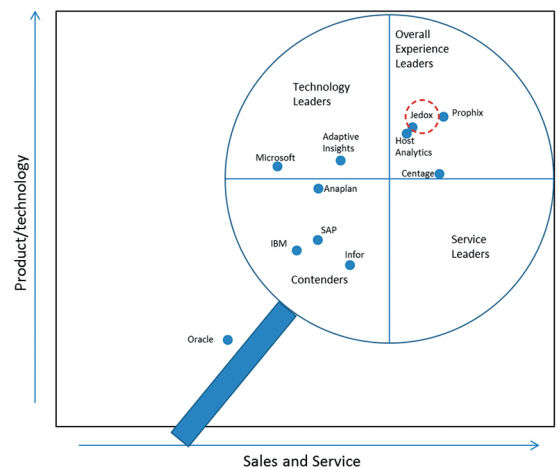 Overall
Experience
Leaders
Technology
Leaders
Jedox
Prophix
Host
Analytics
Adaptive
Insights
Microsoft
Centage
Anaplan
SAP
IBM
Infor
Service
Leaders
Contenders
Oracle
Product/technology
Sales and Service